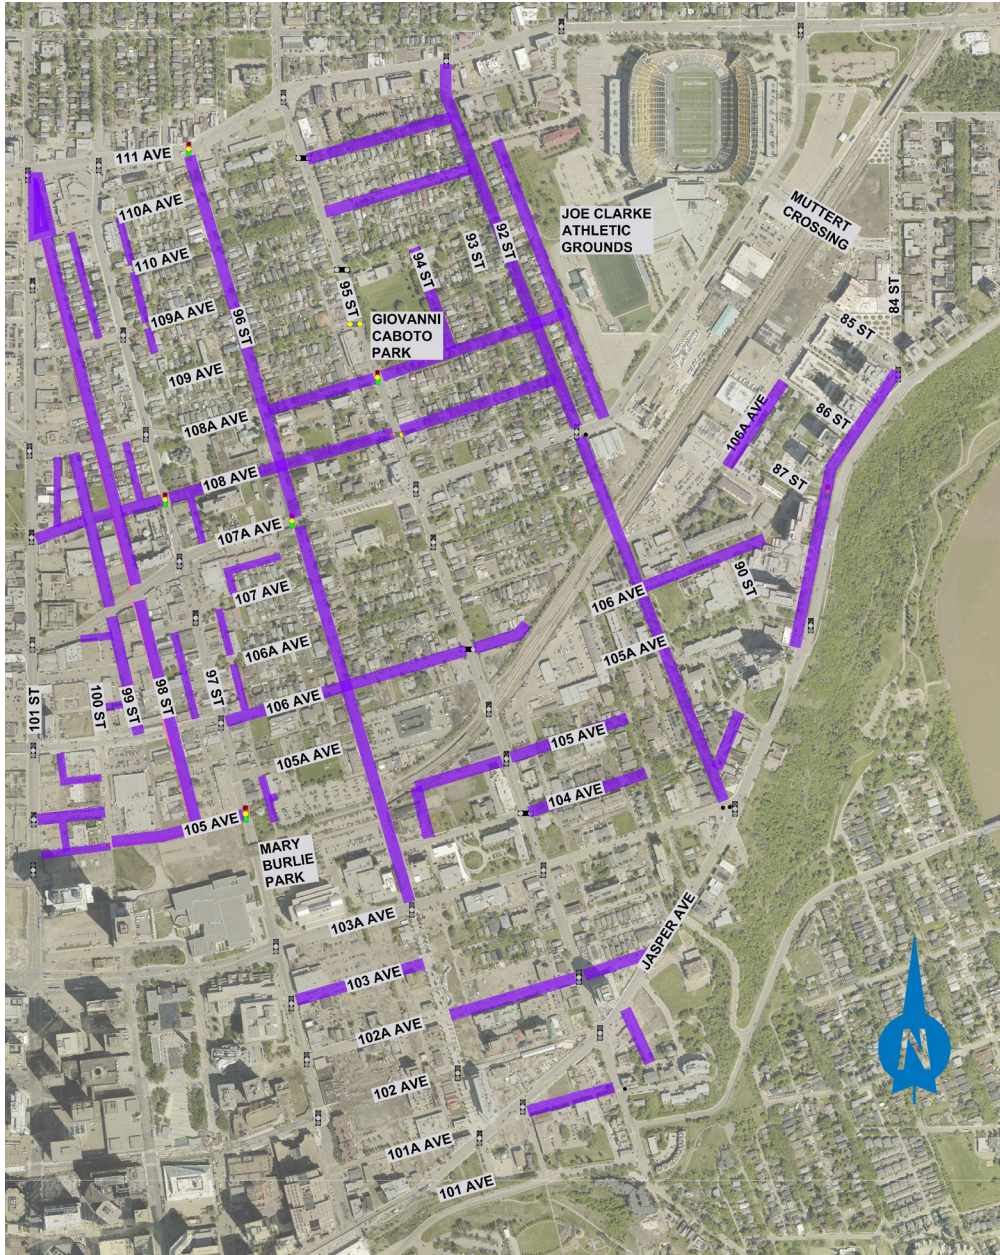 111 AVE
110A AVE
110 AVE
109A AVE
109 AVE
108A AVE
108 AVE
107A AVE
107 AVE
106A AVE
106 AVE
105A AVE
105 AVE
96 ST
95 ST
94 ST
93 ST
92 ST
GIOVANNI
CABOTO
PARK
JOE CLARKE
ATHLETIC
GROUNDS
MUTTERT
CROSSING
84 ST
85 ST
86 ST
87 ST
106A AVE
90 ST
106 AVE
105A AVE
105 AVE
104 AVE
101 ST
100 ST
99 ST
98 ST
97 ST
MARY
BURLIE
PARK
103A AVE
103 AVE
102A AVE
102 AVE
101A AVE
101 AVE
JASPER AVE
N